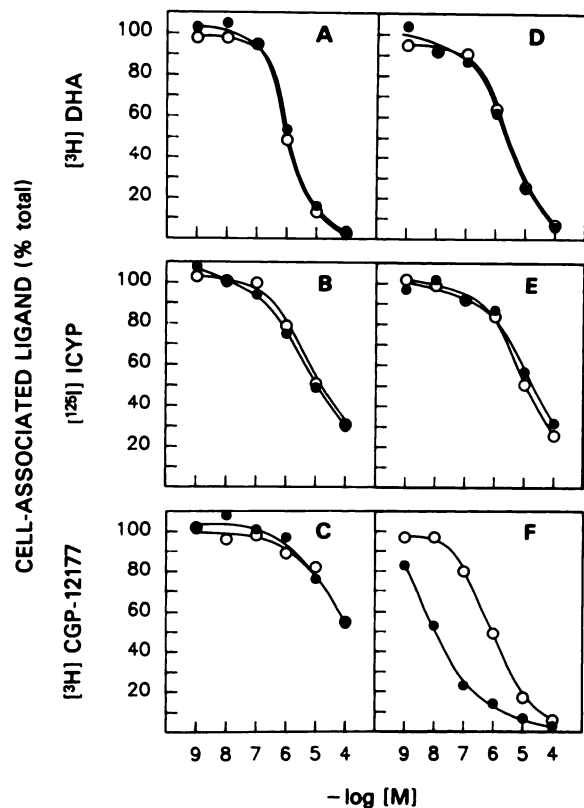 CELL-ASSOCIATED LIGAND (% total)
[³H] DHA
100
80
60
40
20
A
D
[¹²⁵I] ICYP
100
80
60
40
20
B
E
[³H] CGP-12177
100
80
60
40
20
C
F
9 8 7 6 5 4 9 8 7 6 5 4
− log [M]